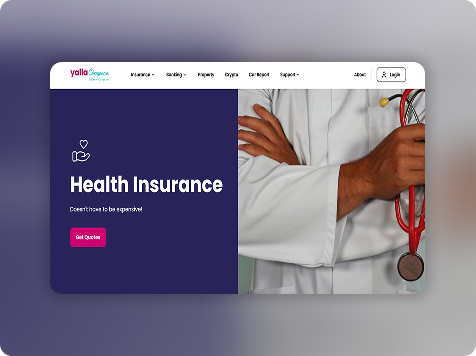 yalla Compare
Insurance Banking Property Crypto Car Report Support About Login
Health Insurance
Doesn't have to be expensive!
Get Quotes